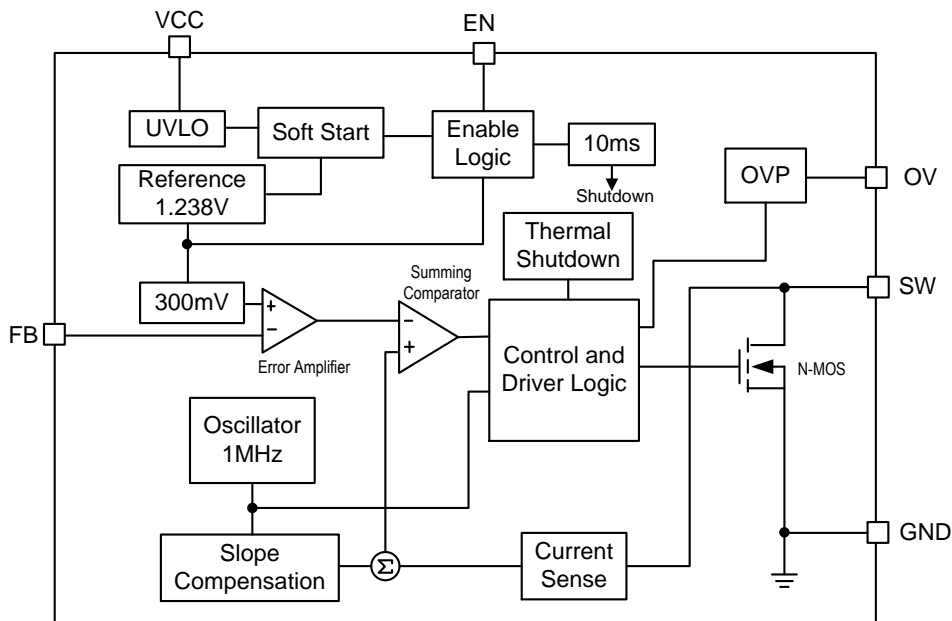 VCC
EN
UVLO
Soft Start
Enable
Logic
10ms
Shutdown
OVP
OV
Reference
1.238V
Thermal
Shutdown
300mV
Summing
Comparator
SW
FB
+
−
Error Amplifier
−
+
Control and
Driver Logic
N-MOS
Oscillator
1MHz
GND
Slope
Compensation
Σ
Current
Sense